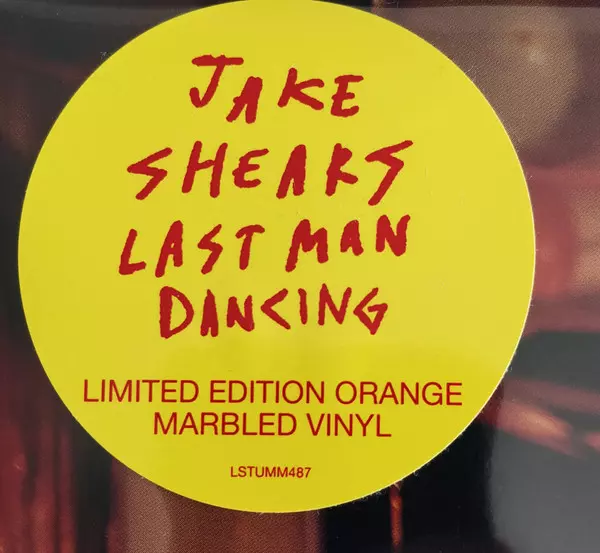 JAKE
SHEARS
LAST MAN
DANCING
LIMITED EDITION ORANGE
MARBLED VINYL
LSTUMM487